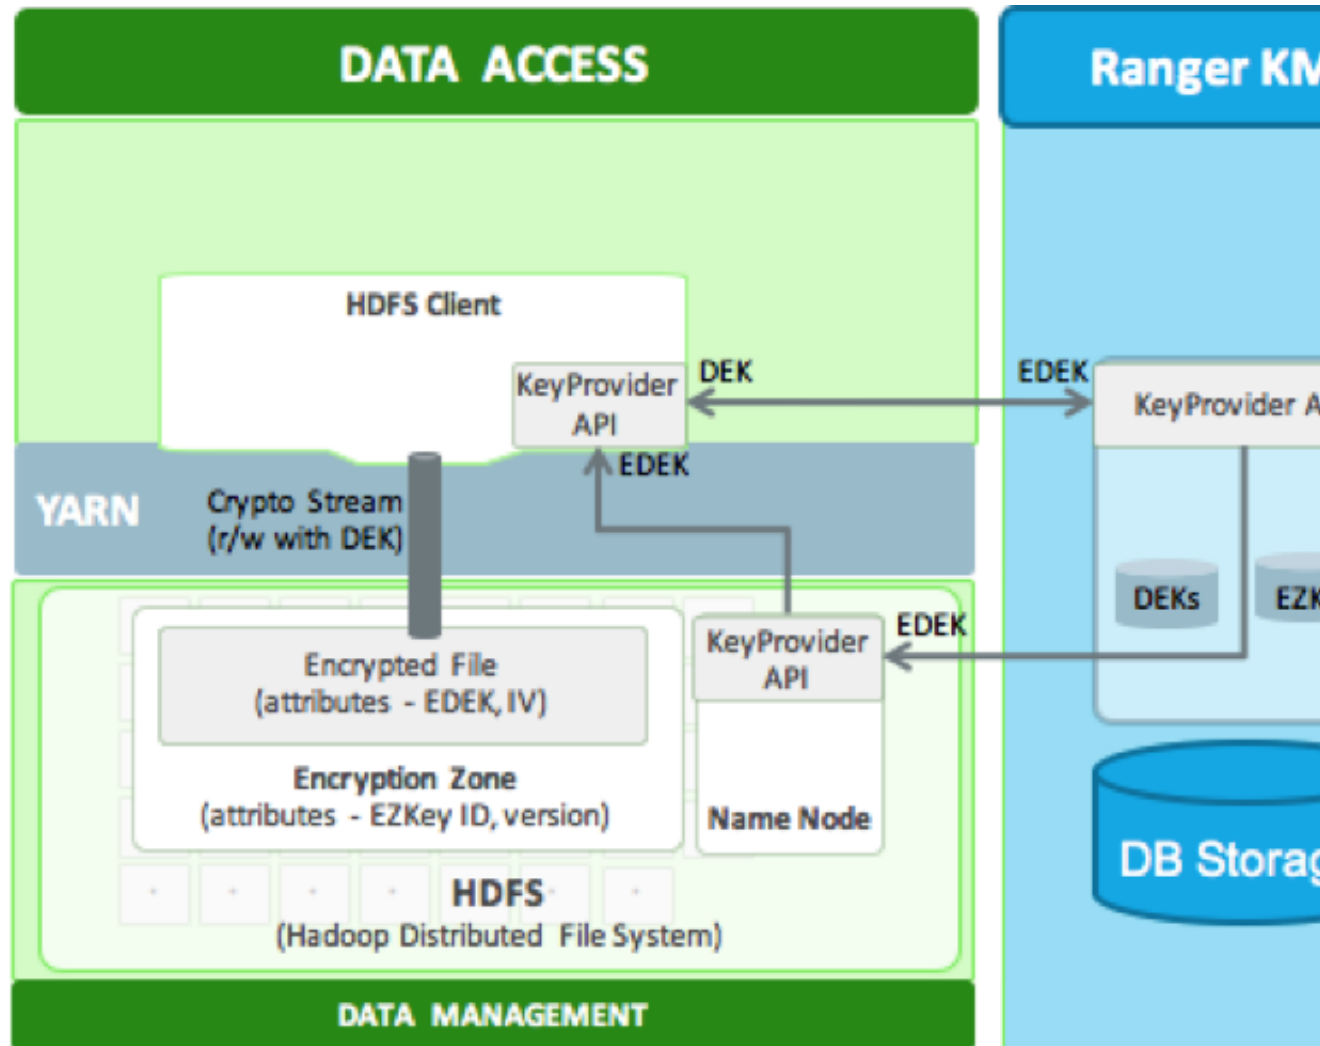 DATA ACCESS
Ranger KM
HDFS Client
KeyProvider
API
DEK
EDEK
KeyProvider A
EDEK
YARN
Crypto Stream
(r/w with DEK)
DEKs
EZK
Encrypted File
(attributes - EDEK, IV)
KeyProvider
API
EDEK
Encryption Zone
(attributes - EZKey ID, version)
Name Node
DB Storag
HDFS
(Hadoop Distributed File System)
DATA MANAGEMENT